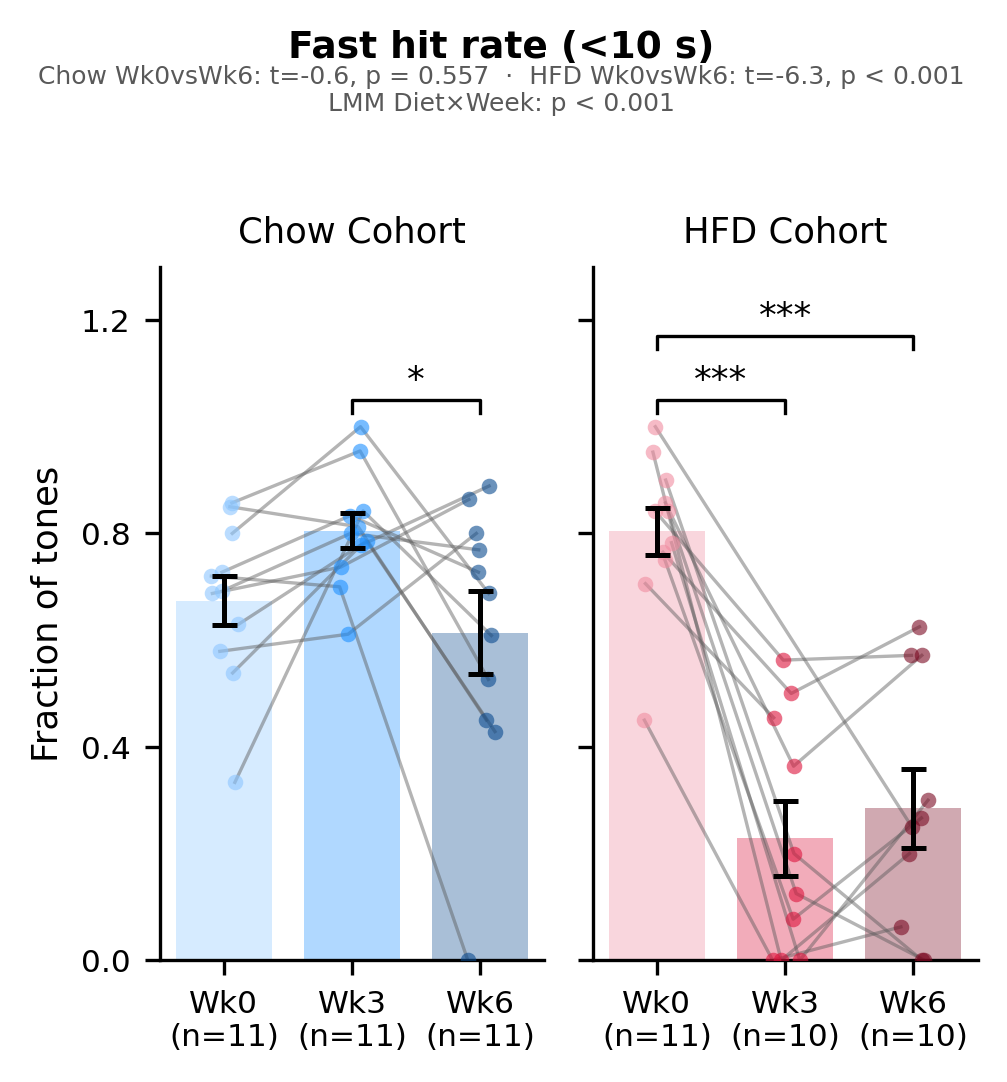 Fast hit rate (<10 s)
Chow Wk0vsWk6: t=-0.6, p = 0.557 · HFD Wk0vsWk6: t=-6.3, p < 0.001
LMM Diet×Week: p < 0.001
Chow Cohort
HFD Cohort
Fraction of tones
1.2
0.8
0.4
0.0
*
***
***
Wk0 Wk3 Wk6
(n=11) (n=11) (n=11)
Wk0 Wk3 Wk6
(n=11) (n=10) (n=10)